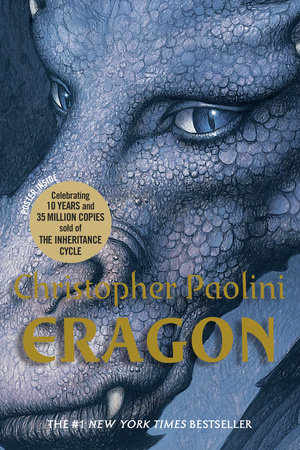 POSTER INSIDE
Celebrating
10 YEARS and
35 MILLION COPIES
sold of
THE INHERITANCE
CYCLE
Christopher Paolini
ERAGON
THE #1 NEW YORK TIMES BESTSELLER